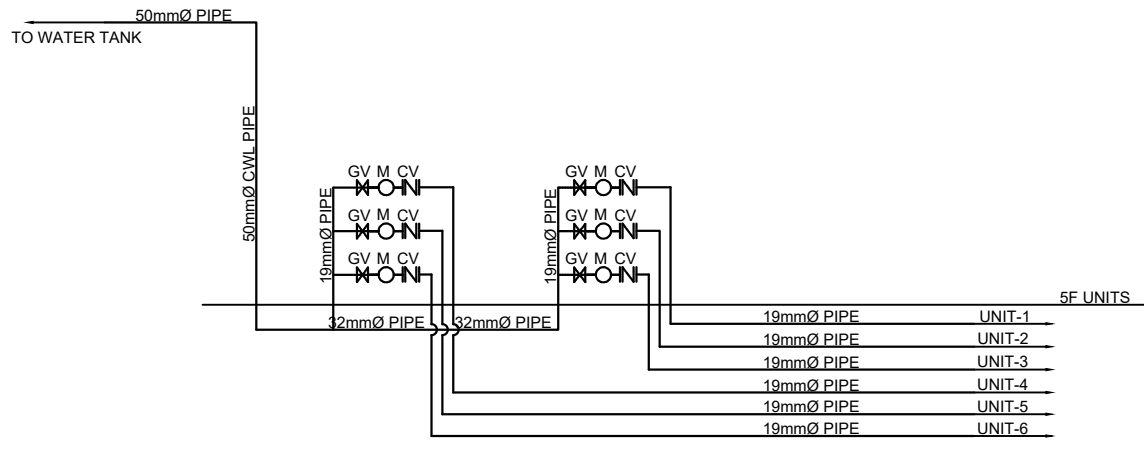 50mmØ PIPE
TO WATER TANK
50mmØ CWL PIPE
19mmØ PIPE
GV M CV
GV M CV
GV M CV
19mmØ PIPE
GV M CV
GV M CV
GV M CV
5F UNITS
32mmØ PIPE
32mmØ PIPE
19mmØ PIPE UNIT-1
19mmØ PIPE UNIT-2
19mmØ PIPE UNIT-3
19mmØ PIPE UNIT-4
19mmØ PIPE UNIT-5
19mmØ PIPE UNIT-6